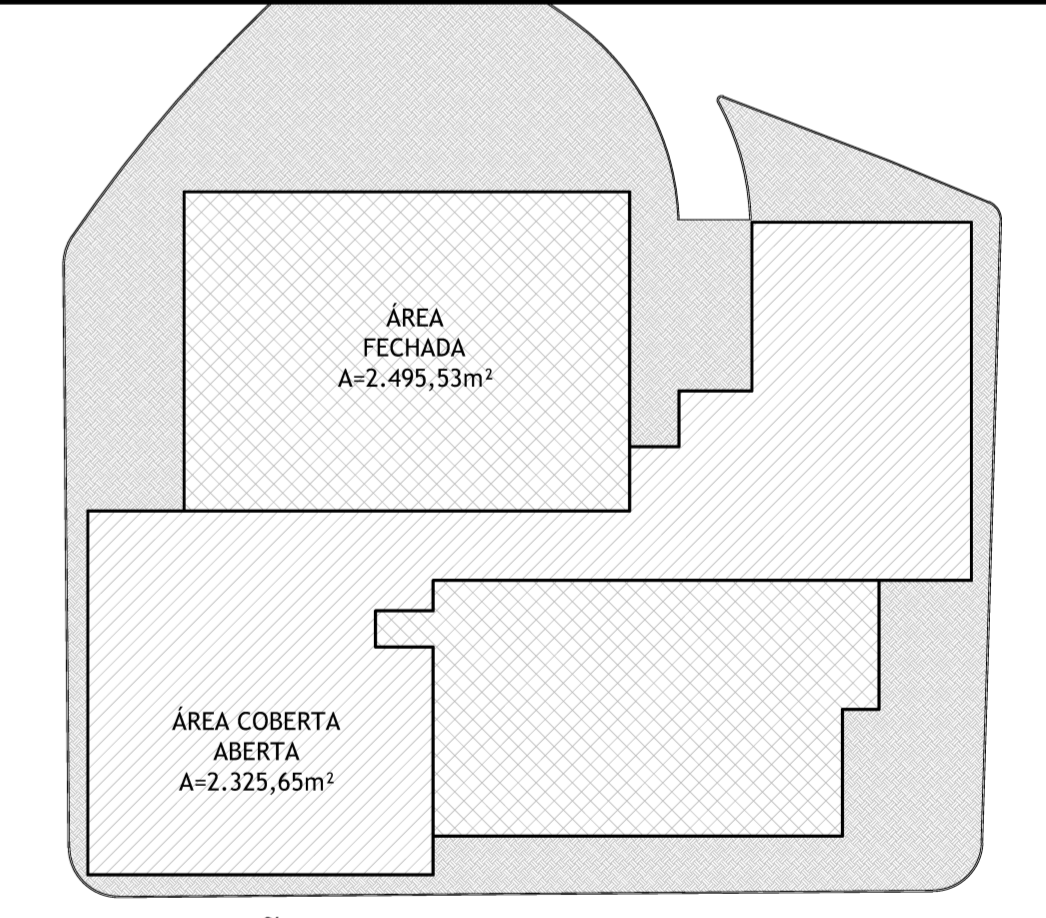 ÁREA
FECHADA
A=2.495,53m²
ÁREA COBERTA
ABERTA
A=2.325,65m²